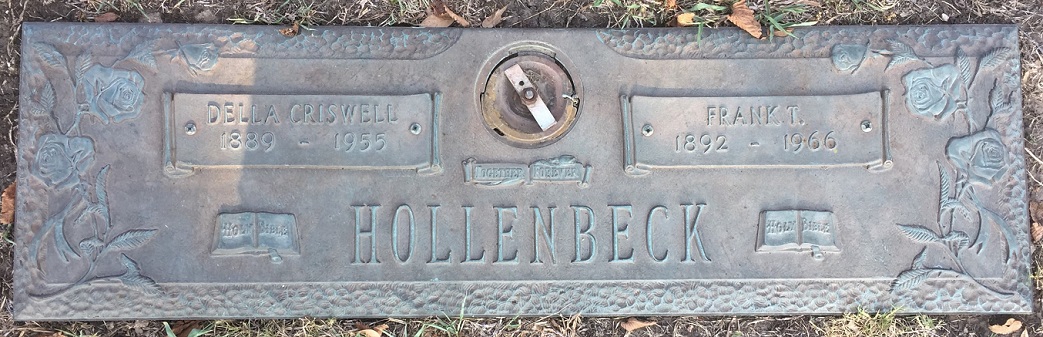 DELLA CRISWELL
1889 - 1955
FRANK T.
1892 - 1966
TOGETHER FOREVER
HOLLENBECK
HOLY BIBLE
HOLY BIBLE